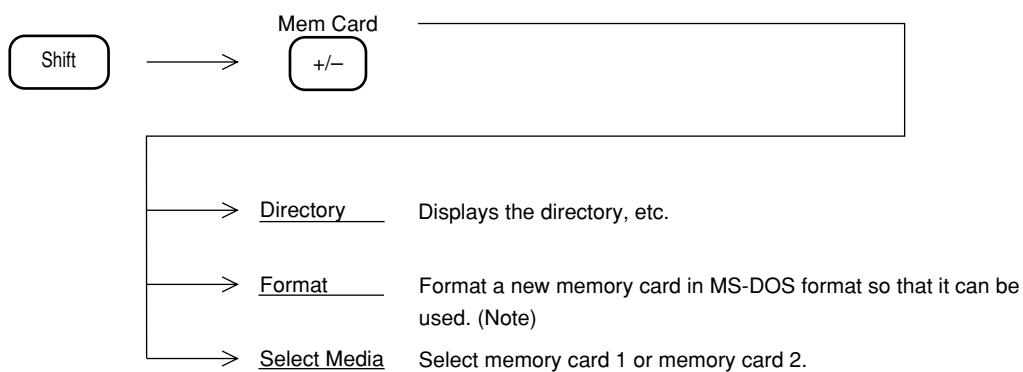 Mem Card
Shift
+/–
Directory Displays the directory, etc.
Format Format a new memory card in MS-DOS format so that it can be
used. (Note)
Select Media Select memory card 1 or memory card 2.